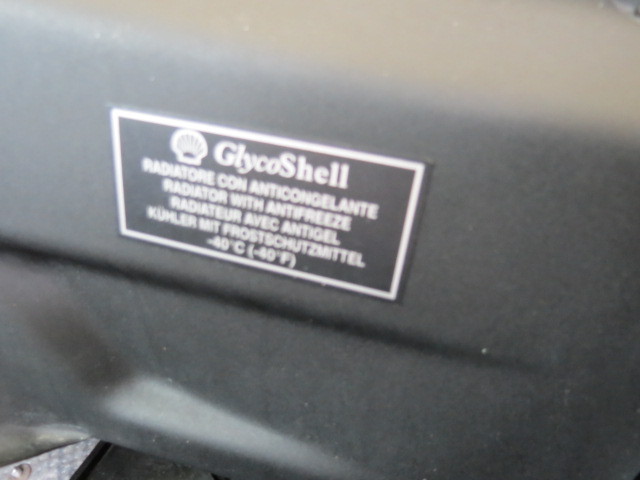 GlycoShell
RADIATORE CON ANTICONGELANTE
RADIATOR WITH ANTIFREEZE
RADIATEUR AVEC ANTIGEL
KÜHLER MIT FROSTSCHUTZMITTEL
-40°C (-40°F)